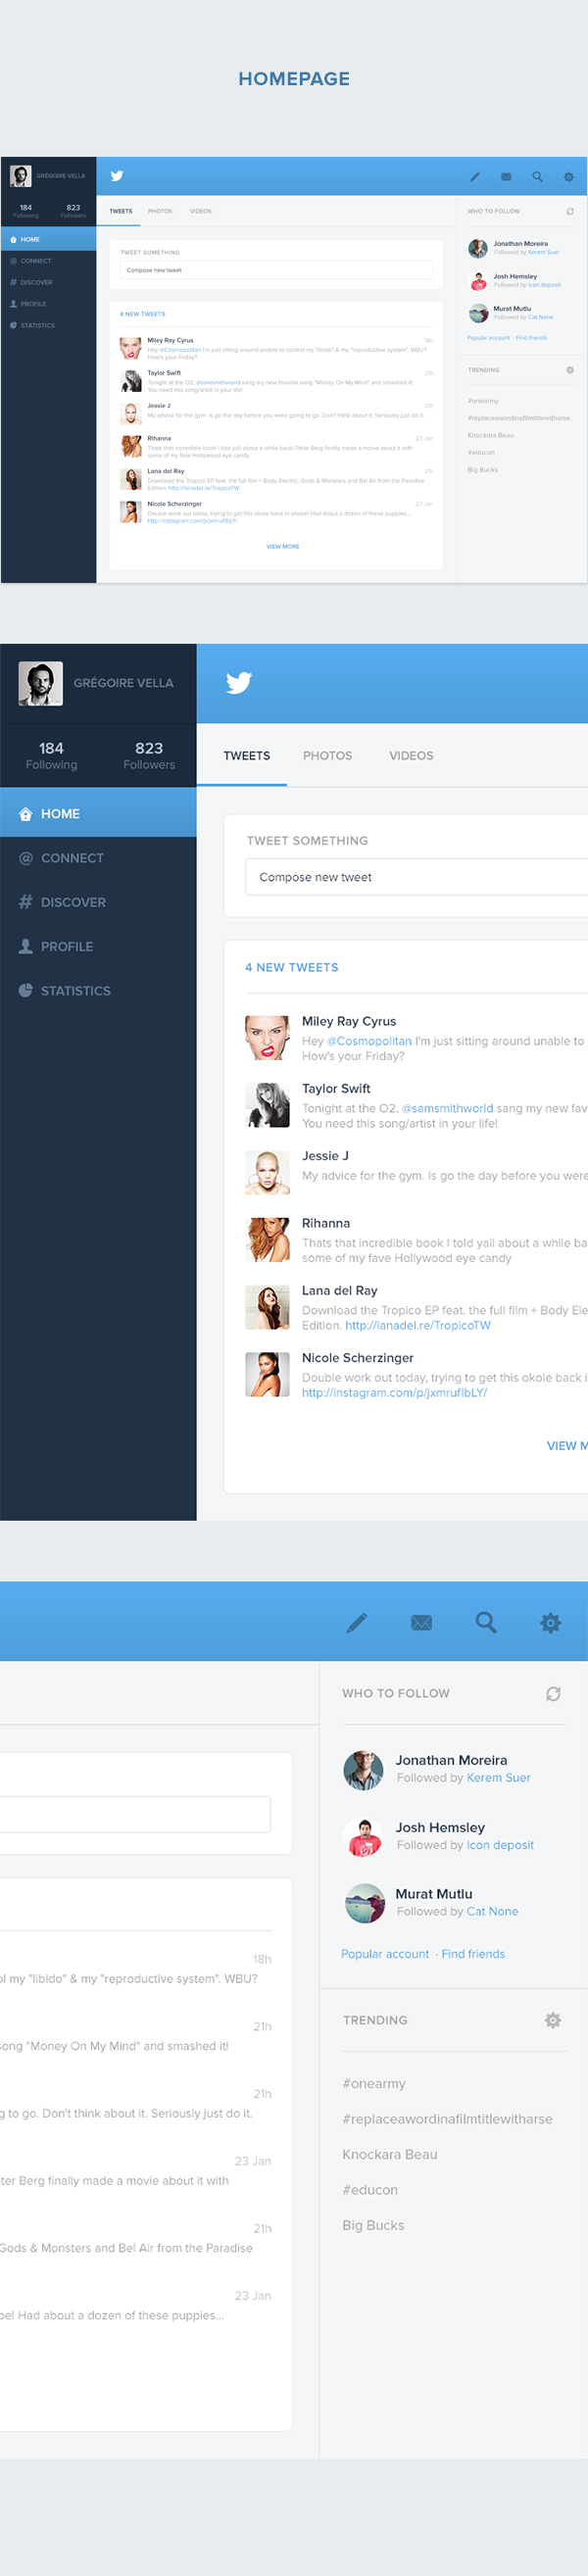 HOMEPAGE
GRÉGOIRE VELLA
184
Following
823
Followers
HOME
@ CONNECT
# DISCOVER
PROFILE
STATISTICS
TWEETS PHOTOS VIDEOS
TWEET SOMETHING
Compose new tweet
4 NEW TWEETS
Miley Ray Cyrus 18h
Hey @Cosmopolitan I'm just sitting around unable to control my "libido" & my "reproductive system". WBU?
How's your Friday?
Taylor Swift 21h
Tonight at the O2, @samsmithworld sang my new favorite song "Money On My Mind" and smashed it!
You need this song/artist in your life!
Jessie J 21h
My advice for the gym. Is go the day before you were going to go. Don't think about it. Seriously just do it.
Rihanna 23 Jan
Thats that incredible book I told yall about a while back! Peter Berg finally made a movie about it with
some of my fave Hollywood eye candy
Lana del Ray 21h
Download the Tropico EP feat. the full film + Body Electric, Gods & Monsters and Bel Air from the Paradise
Edition. http://lanadel.re/TropicoTW
Nicole Scherzinger 23 Jan
Double work out today, trying to get this okole back in shape! Had about a dozen of these puppies...
http://instagram.com/p/jxmruflbLY/
VIEW MORE
WHO TO FOLLOW
Jonathan Moreira
Followed by Kerem Suer
Josh Hemsley
Followed by Icon deposit
Murat Mutlu
Followed by Cat None
Popular account · Find friends
TRENDING
#onearmy
#replaceawordinafilmtitlewitharse
Knockara Beau
#educon
Big Bucks
GRÉGOIRE VELLA
184
Following
823
Followers
HOME
@ CONNECT
# DISCOVER
PROFILE
STATISTICS
TWEETS PHOTOS VIDEOS
TWEET SOMETHING
Compose new tweet
4 NEW TWEETS
Miley Ray Cyrus
Hey @Cosmopolitan I'm just sitting around unable to
How's your Friday?
Taylor Swift
Tonight at the O2, @samsmithworld sang my new fav
You need this song/artist in your life!
Jessie J
My advice for the gym. Is go the day before you were
Rihanna
Thats that incredible book I told yall about a while ba
some of my fave Hollywood eye candy
Lana del Ray
Download the Tropico EP feat. the full film + Body Ele
Edition. http://lanadel.re/TropicoTW
Nicole Scherzinger
Double work out today, trying to get this okole back i
http://instagram.com/p/jxmruflbLY/
VIEW M
18h
ol my "libido" & my "reproductive system". WBU?
21h
song "Money On My Mind" and smashed it!
21h
g to go. Don't think about it. Seriously just do it.
23 Jan
ter Berg finally made a movie about it with
21h
Gods & Monsters and Bel Air from the Paradise
23 Jan
pe! Had about a dozen of these puppies...
WHO TO FOLLOW
Jonathan Moreira
Followed by Kerem Suer
Josh Hemsley
Followed by Icon deposit
Murat Mutlu
Followed by Cat None
Popular account · Find friends
TRENDING
#onearmy
#replaceawordinafilmtitlewitharse
Knockara Beau
#educon
Big Bucks